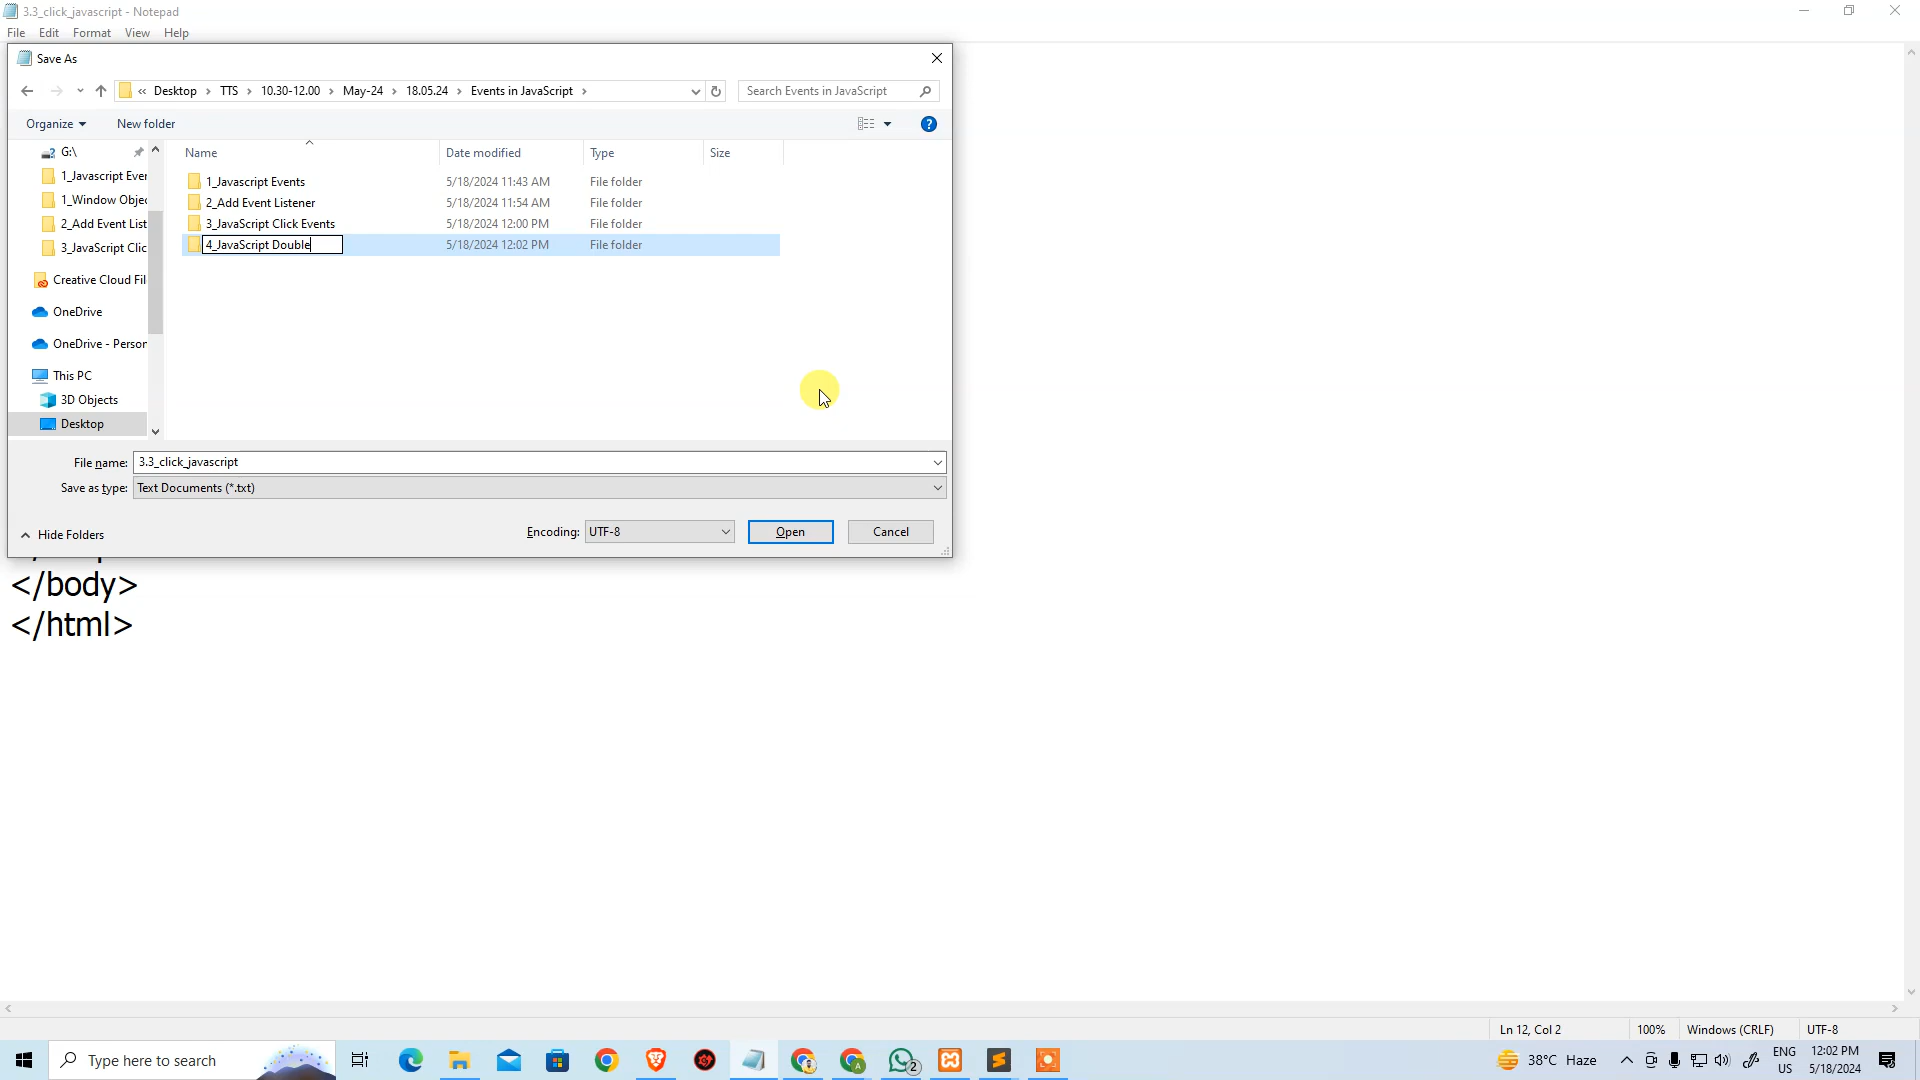 3.3_click_javascript - Notepad
File Edit Format View Help
Save As
« Desktop > TTS > 10.30-12.00 > May-24 > 18.05.24 > Events in JavaScript >
Search Events in JavaScript
Organize
New folder
Name
Date modified
Type
Size
G:\
1_Javascript Ever
1_Window Objec
2_Add Event List
3_JavaScript Clic
Creative Cloud Fil
OneDrive
OneDrive - Person
This PC
3D Objects
Desktop
1_Javascript Events 5/18/2024 11:43 AM File folder
2_Add Event Listener 5/18/2024 11:54 AM File folder
3_JavaScript Click Events 5/18/2024 12:00 PM File folder
4_JavaScript Double 5/18/2024 12:02 PM File folder
File name: 3.3_click_javascript
Save as type: Text Documents (*.txt)
Hide Folders
Encoding: UTF-8
Open
Cancel
</body>
</html>
Ln 12, Col 2
100%
Windows (CRLF)
UTF-8
Type here to search
2
38°C Haze
ENG
US
12:02 PM
5/18/2024